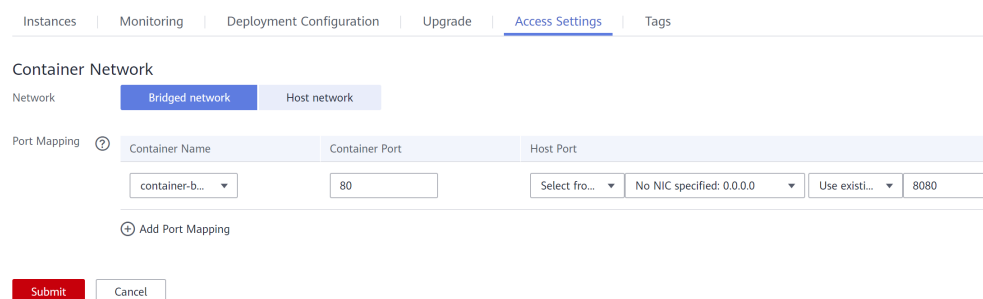 Instances Monitoring Deployment Configuration Upgrade Access Settings Tags
Container Network
Network Bridged network Host network
Port Mapping ? Container Name Container Port Host Port
container-b... 80 Select fro... No NIC specified: 0.0.0.0 Use existi... 8080
Add Port Mapping
Submit Cancel